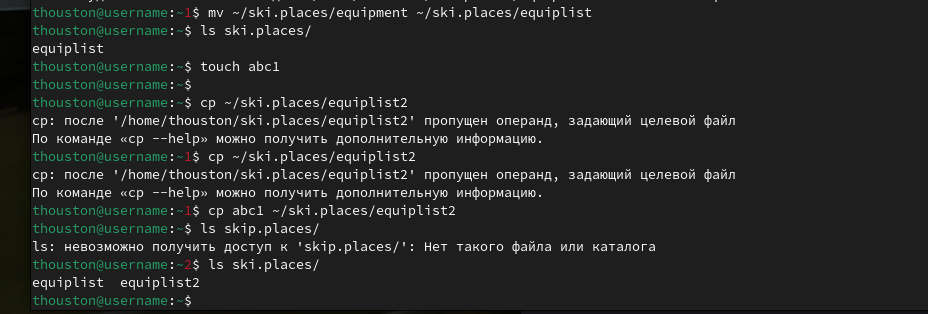 thouston@username:~1$ mv ~/ski.places/equipment ~/ski.places/equiplist
thouston@username:~$ ls ski.places/
equiplist
thouston@username:~$ touch abc1
thouston@username:~$
thouston@username:~$ cp ~/ski.places/equiplist2
cp: после '/home/thouston/ski.places/equiplist2' пропущен операнд, задающий целевой файл
По команде «cp --help» можно получить дополнительную информацию.
thouston@username:~1$ cp ~/ski.places/equiplist2
cp: после '/home/thouston/ski.places/equiplist2' пропущен операнд, задающий целевой файл
По команде «cp --help» можно получить дополнительную информацию.
thouston@username:~1$ cp abc1 ~/ski.places/equiplist2
thouston@username:~$ ls skip.places/
ls: невозможно получить доступ к 'skip.places/': Нет такого файла или каталога
thouston@username:~2$ ls ski.places/
equiplist  equiplist2
thouston@username:~$